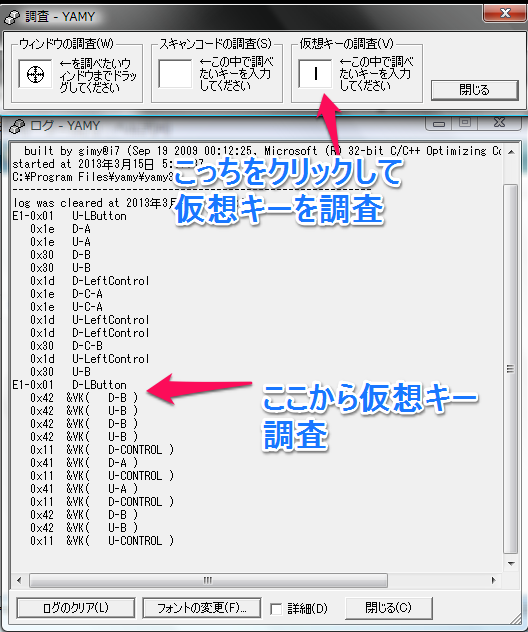 調査 - YAMY
ウィンドウの調査(W)
←を調べたいウ
ィンドウまでドラッ
グしてください
スキャンコードの調査(S)
←この中で調べ
たいキーを入力
してください
仮想キーの調査(V)
←この中で調べ
たいキーを入力
してください
閉じる
ログ - YAMY
built by gimy@i7 (Sep 19 2009 00:12:25, Microsoft (R) 32-bit C/C++ Optimizing Co
started at 2013年3月15日 5:
C:¥Program Files¥yamy¥yamy
こっちをクリックして
仮想キーを調査
log was cleared at 2013年3月
E1-0x01 U-LButton
0x1e D-A
0x1e U-A
0x30 D-B
0x30 U-B
0x1d D-LeftControl
0x1e D-C-A
0x1e U-C-A
0x1d U-LeftControl
0x1d D-LeftControl
0x30 D-C-B
0x1d U-LeftControl
0x30 U-B
E1-0x01 D-LButton
0x42 &VK( D-B )
0x42 &VK( U-B )
0x42 &VK( D-B )
0x42 &VK( U-B )
0x11 &VK( D-CONTROL )
0x41 &VK( D-A )
0x11 &VK( U-CONTROL )
0x41 &VK( U-A )
0x11 &VK( D-CONTROL )
0x42 &VK( D-B )
0x42 &VK( U-B )
0x11 &VK( U-CONTROL )
ここから仮想キー
調査
ログのクリア(L)
フォントの変更(F)...
詳細(D)
閉じる(C)